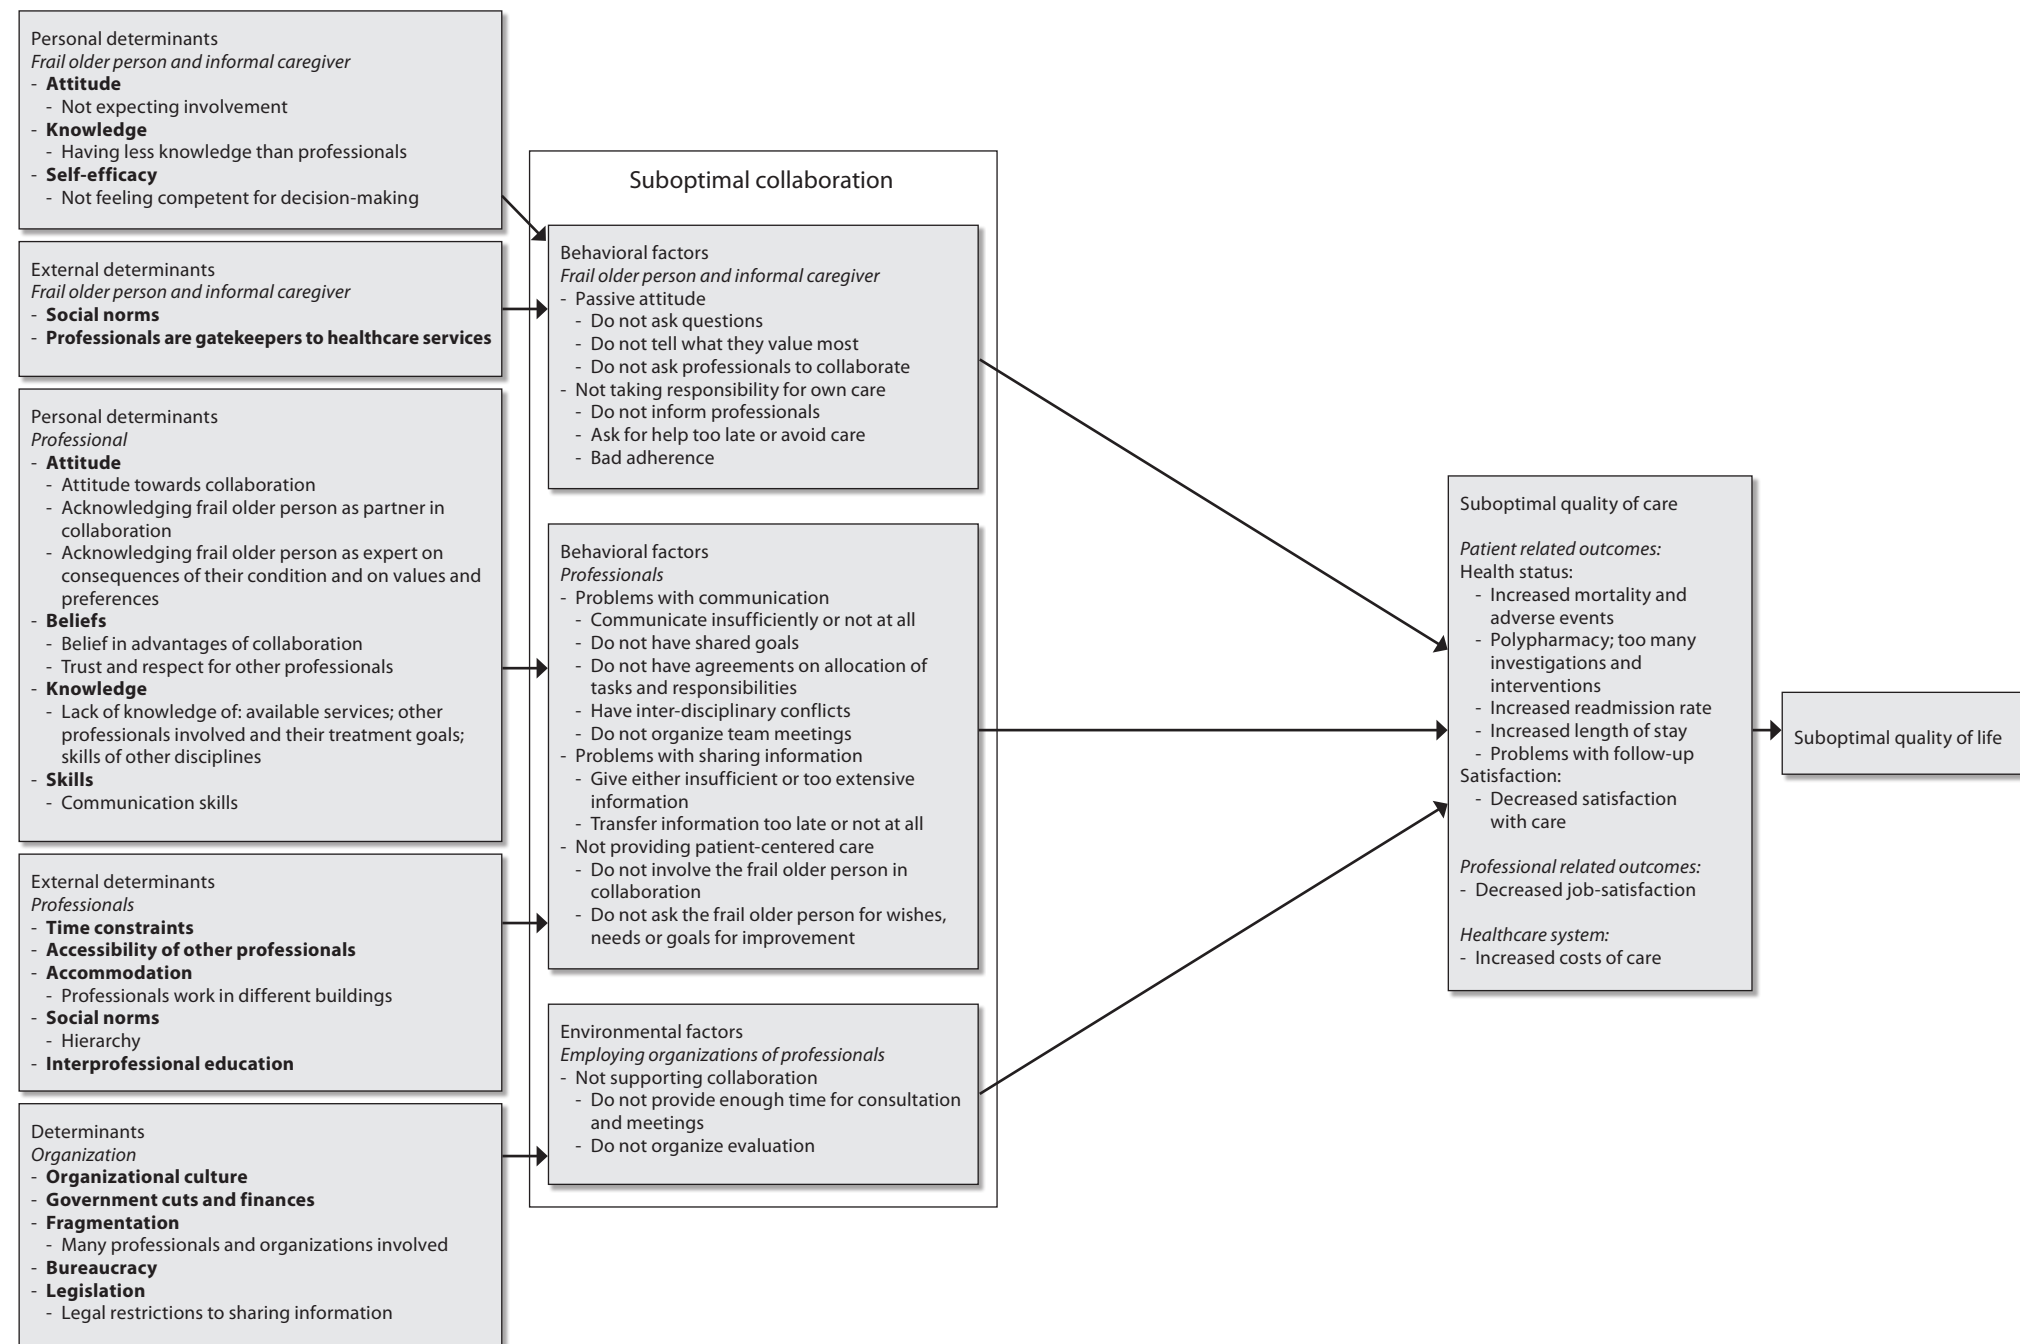 Personal determinants
Frail older person and informal caregiver
- Attitude
- Not expecting involvement
- Knowledge
- Having less knowledge than professionals
- Self-efficacy
- Not feeling competent for decision-making
External determinants
Frail older person and informal caregiver
- Social norms
- Professionals are gatekeepers to healthcare services
Personal determinants
Professional
- Attitude
- Attitude towards collaboration
- Acknowledging frail older person as partner in
collaboration
- Acknowledging frail older person as expert on
consequences of their condition and on values and
preferences
- Beliefs
- Belief in advantages of collaboration
- Trust and respect for other professionals
- Knowledge
- Lack of knowledge of: available services; other
professionals involved and their treatment goals;
skills of other disciplines
- Skills
- Communication skills
External determinants
Professionals
- Time constraints
- Accessibility of other professionals
- Accommodation
- Professionals work in different buildings
- Social norms
- Hierarchy
- Interprofessional education
Determinants
Organization
- Organizational culture
- Government cuts and finances
- Fragmentation
- Many professionals and organizations involved
- Bureaucracy
- Legislation
- Legal restrictions to sharing information
Suboptimal collaboration
Behavioral factors
Frail older person and informal caregiver
- Passive attitude
- Do not ask questions
- Do not tell what they value most
- Do not ask professionals to collaborate
- Not taking responsibility for own care
- Do not inform professionals
- Ask for help too late or avoid care
- Bad adherence
Behavioral factors
Professionals
- Problems with communication
- Communicate insufficiently or not at all
- Do not have shared goals
- Do not have agreements on allocation of
tasks and responsibilities
- Have inter-disciplinary conflicts
- Do not organize team meetings
- Problems with sharing information
- Give either insufficient or too extensive
information
- Transfer information too late or not at all
- Not providing patient-centered care
- Do not involve the frail older person in
collaboration
- Do not ask the frail older person for wishes,
needs or goals for improvement
Environmental factors
Employing organizations of professionals
- Not supporting collaboration
- Do not provide enough time for consultation
and meetings
- Do not organize evaluation
Suboptimal quality of care
Patient related outcomes:
Health status:
- Increased mortality and
adverse events
- Polypharmacy; too many
investigations and
interventions
- Increased readmission rate
- Increased length of stay
- Problems with follow-up
Satisfaction:
- Decreased satisfaction
with care
Professional related outcomes:
- Decreased job-satisfaction
Healthcare system:
- Increased costs of care
Suboptimal quality of life